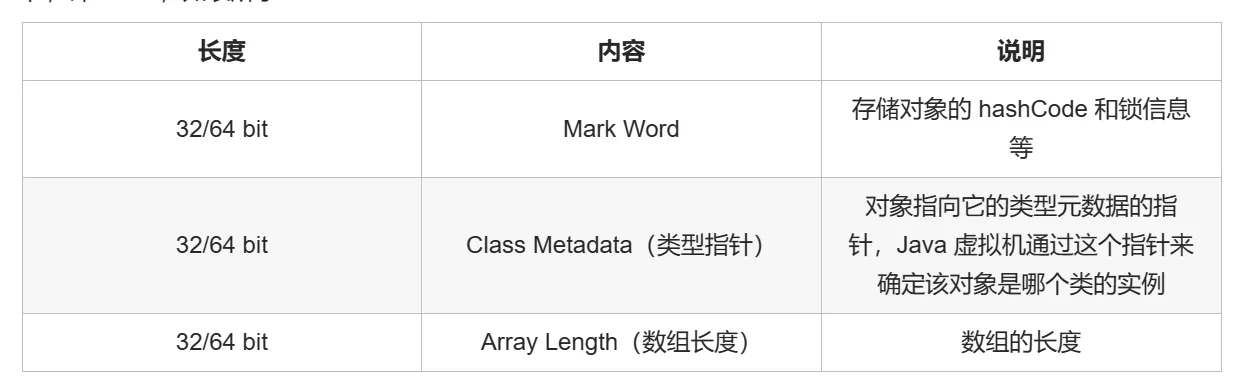 长度 内容 说明
32/64 bit Mark Word 存储对象的 hashCode 和锁信息
等
32/64 bit Class Metadata（类型指针） 对象指向它的类型元数据的指
针，Java 虚拟机通过这个指针来
确定该对象是哪个类的实例
32/64 bit Array Length（数组长度） 数组的长度